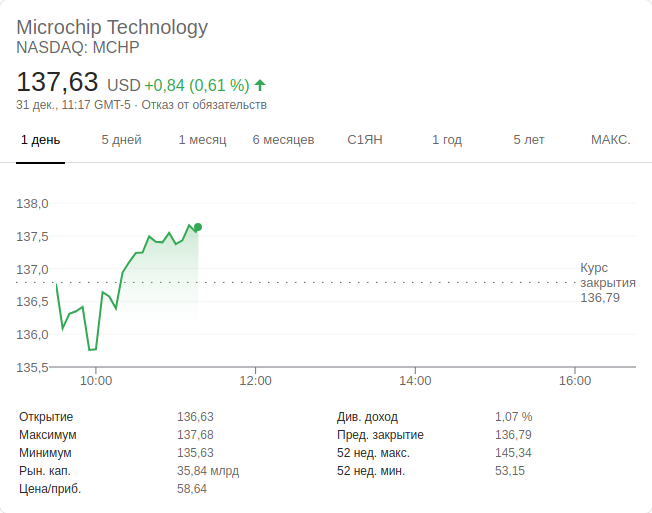 Microchip Technology
NASDAQ: MCHP
137,63 USD +0,84 (0,61 %)
31 дек., 11:17 GMT-5 · Отказ от обязательств
1 день 5 дней 1 месяц 6 месяцев С1ЯН 1 год 5 лет МАКС.
138,0
137,5
137,0
136,5
136,0
135,5
Курс
закрытия
136,79
10:00 12:00 14:00 16:00
Открытие 136,63 Див. доход 1,07 %
Максимум 137,68 Пред. закрытие 136,79
Минимум 135,63 52 нед. макс. 145,34
Рын. кап. 35,84 млрд 52 нед. мин. 53,15
Цена/приб. 58,64